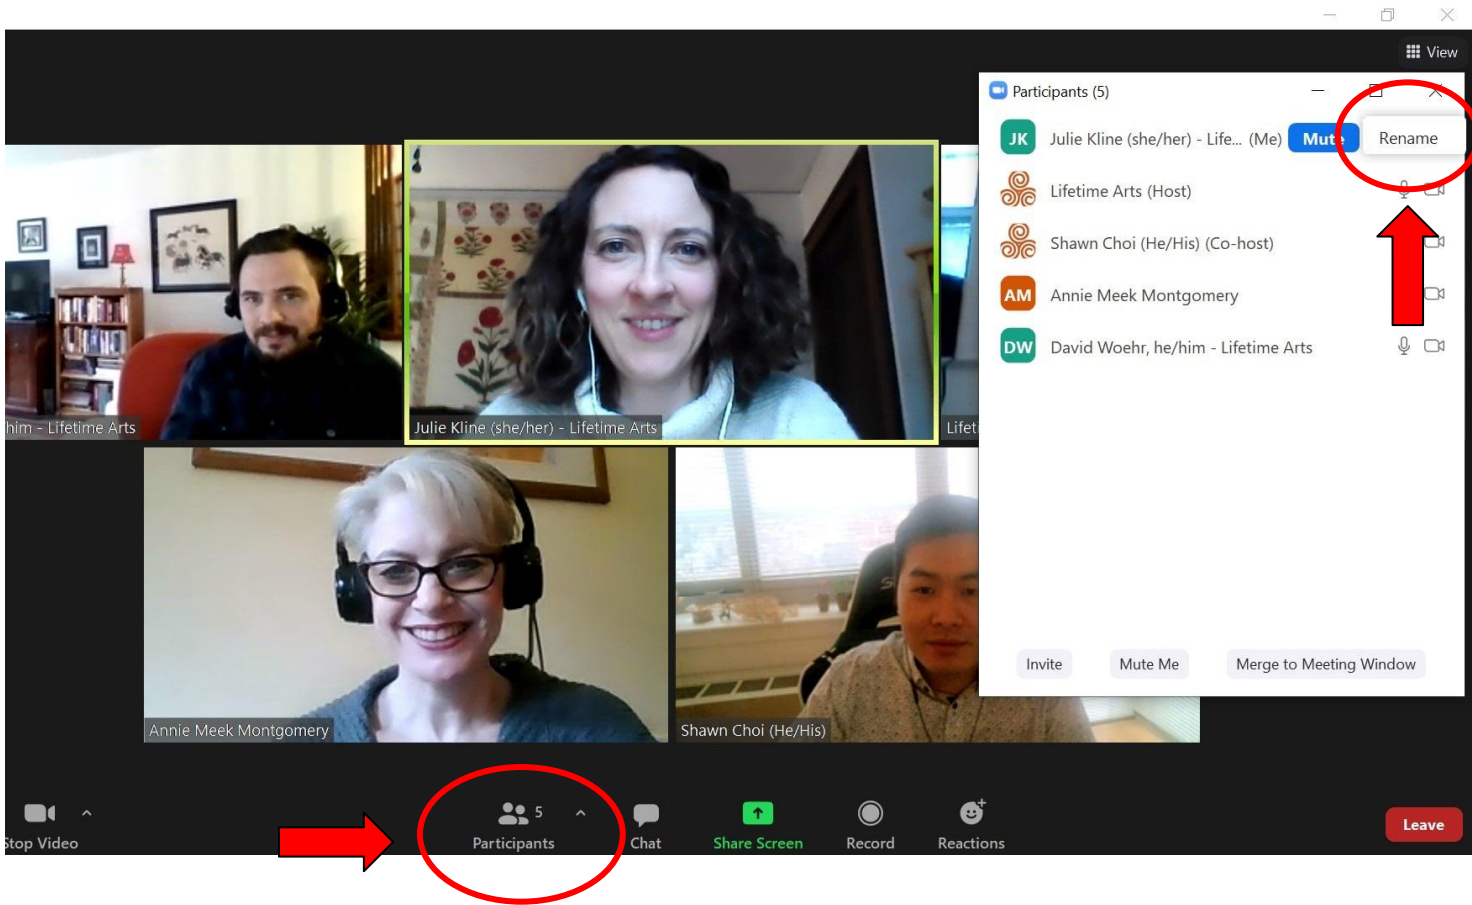 View
Participants (5)
JK Julie Kline (she/her) - Life... (Me) Mute Rename
Lifetime Arts (Host)
Shawn Choi (He/His) (Co-host)
AM Annie Meek Montgomery
DW David Woehr, he/him - Lifetime Arts
him - Lifetime Arts
Julie Kline (she/her) - Lifetime Arts
Lifeti
Invite Mute Me Merge to Meeting Window
Annie Meek Montgomery
Shawn Choi (He/His)
5
Stop Video
Participants
Chat
Share Screen
Record
Reactions
Leave